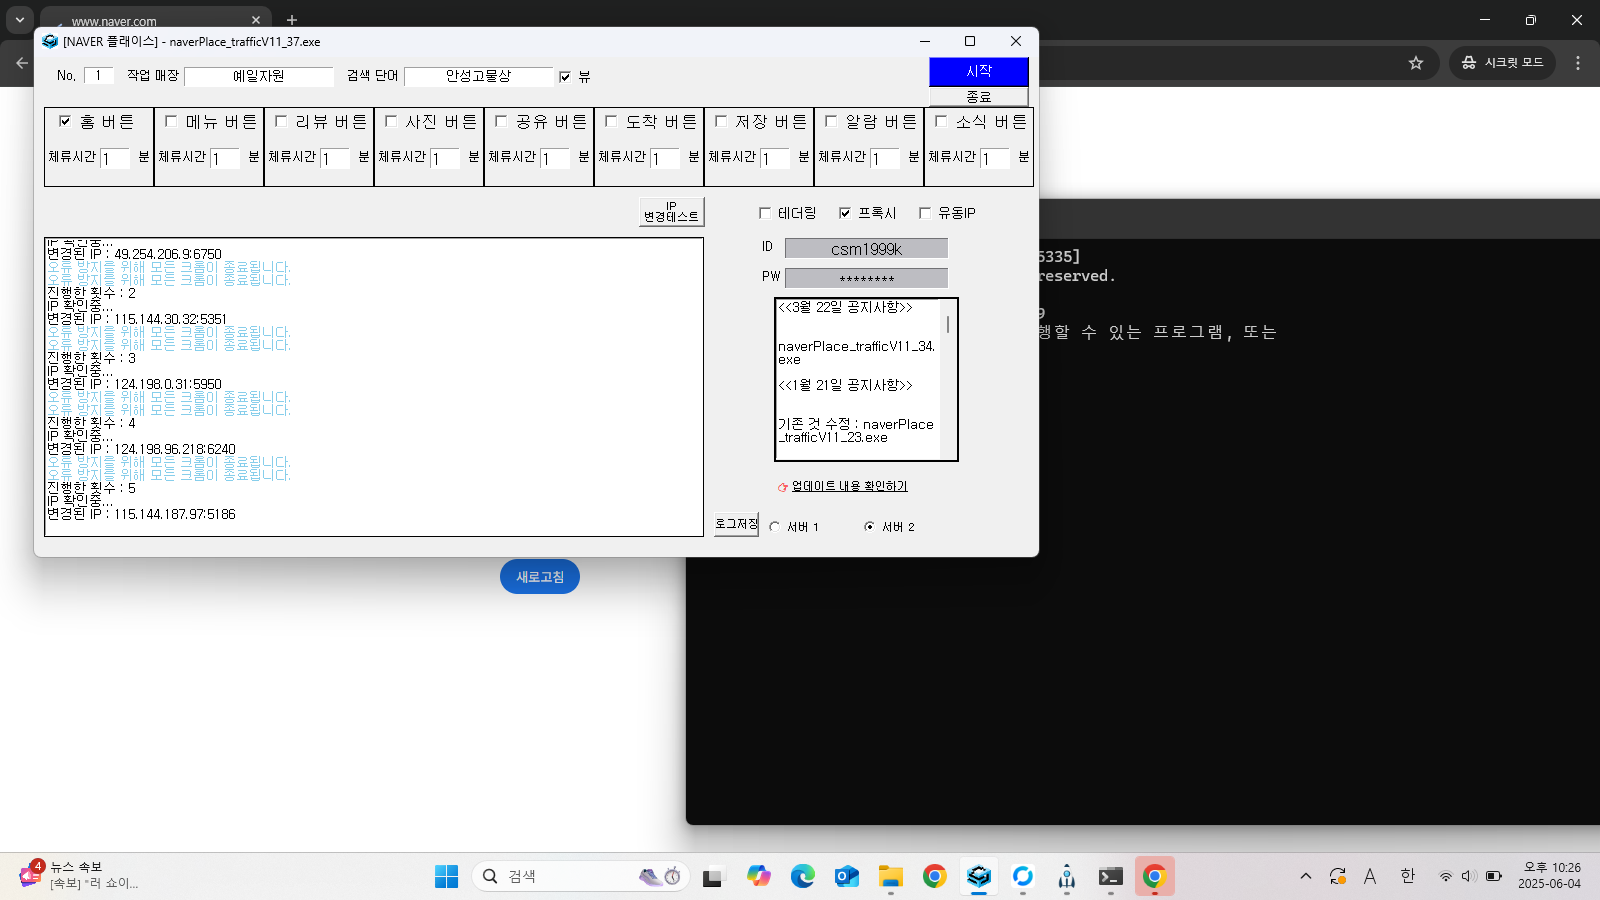 www.naver.com
시크릿 모드
[NAVER 플래이스] - naverPlace_trafficV11_37.exe
No. 1 작업 매장 예일자원 검색 단어 안성고물상 뷰
시작
종료
홈 버튼 메뉴 버튼 리뷰 버튼 사진 버튼 공유 버튼 도착 버튼 저장 버튼 알람 버튼 소식 버튼
체류시간 1 분 체류시간 1 분 체류시간 1 분 체류시간 1 분 체류시간 1 분 체류시간 1 분 체류시간 1 분 체류시간 1 분 체류시간 1 분
IP
변경테스트
테더링 프록시 유동IP
ID csm1999k
PW ********
IP 확인중...
변경된 IP : 49.254.206.9:6750
오류 방지를 위해 모든 크롬이 종료됩니다.
오류 방지를 위해 모든 크롬이 종료됩니다.
진행한 횟수 : 2
IP 확인중...
변경된 IP : 115.144.30.32:5351
오류 방지를 위해 모든 크롬이 종료됩니다.
오류 방지를 위해 모든 크롬이 종료됩니다.
진행한 횟수 : 3
IP 확인중...
변경된 IP : 124.198.0.31:5950
오류 방지를 위해 모든 크롬이 종료됩니다.
오류 방지를 위해 모든 크롬이 종료됩니다.
진행한 횟수 : 4
IP 확인중...
변경된 IP : 124.198.96.218:6240
오류 방지를 위해 모든 크롬이 종료됩니다.
오류 방지를 위해 모든 크롬이 종료됩니다.
진행한 횟수 : 5
IP 확인중...
변경된 IP : 115.144.187.97:5186
<<3월 22일 공지사항>>
naverPlace_trafficV11_34.
exe
<<1월 21일 공지사항>>
기존 것 수정 : naverPlace
_trafficV11_23.exe
업데이트 내용 확인하기
로그저장 서버 1 서버 2
5335]
reserved.
9
행할 수 있는 프로그램, 또는
새로고침
4
뉴스 속보
[속보] "러 쇼이...
검색
A 한
오후 10:26
2025-06-04